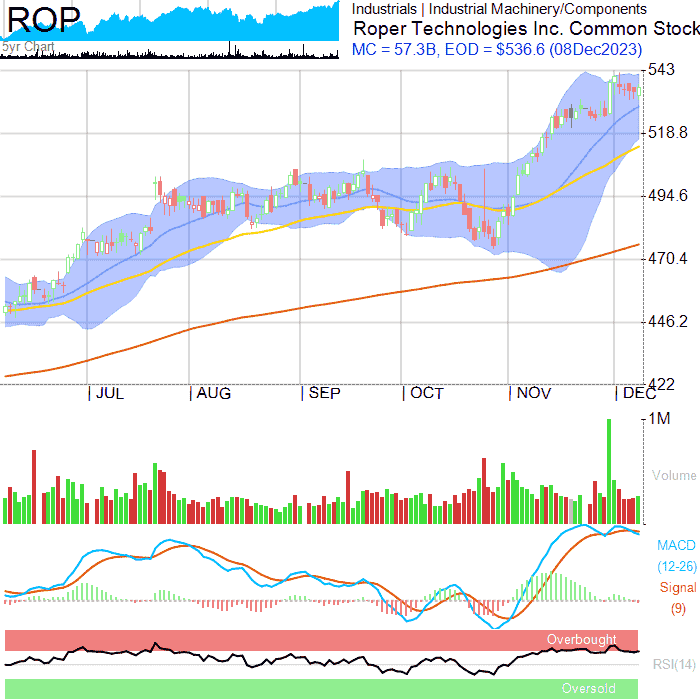 ROP
5yr Chart
Industrials | Industrial Machinery/Components
Roper Technologies Inc. Common Stock
MC = 57.3B, EOD = $536.6 (08Dec2023)
543
518.8
494.6
470.4
446.2
422
JUL
AUG
SEP
OCT
NOV
DEC
1M
Volume
MACD
(12-26)
Signal
(9)
Overbought
RSI(14)
Oversold